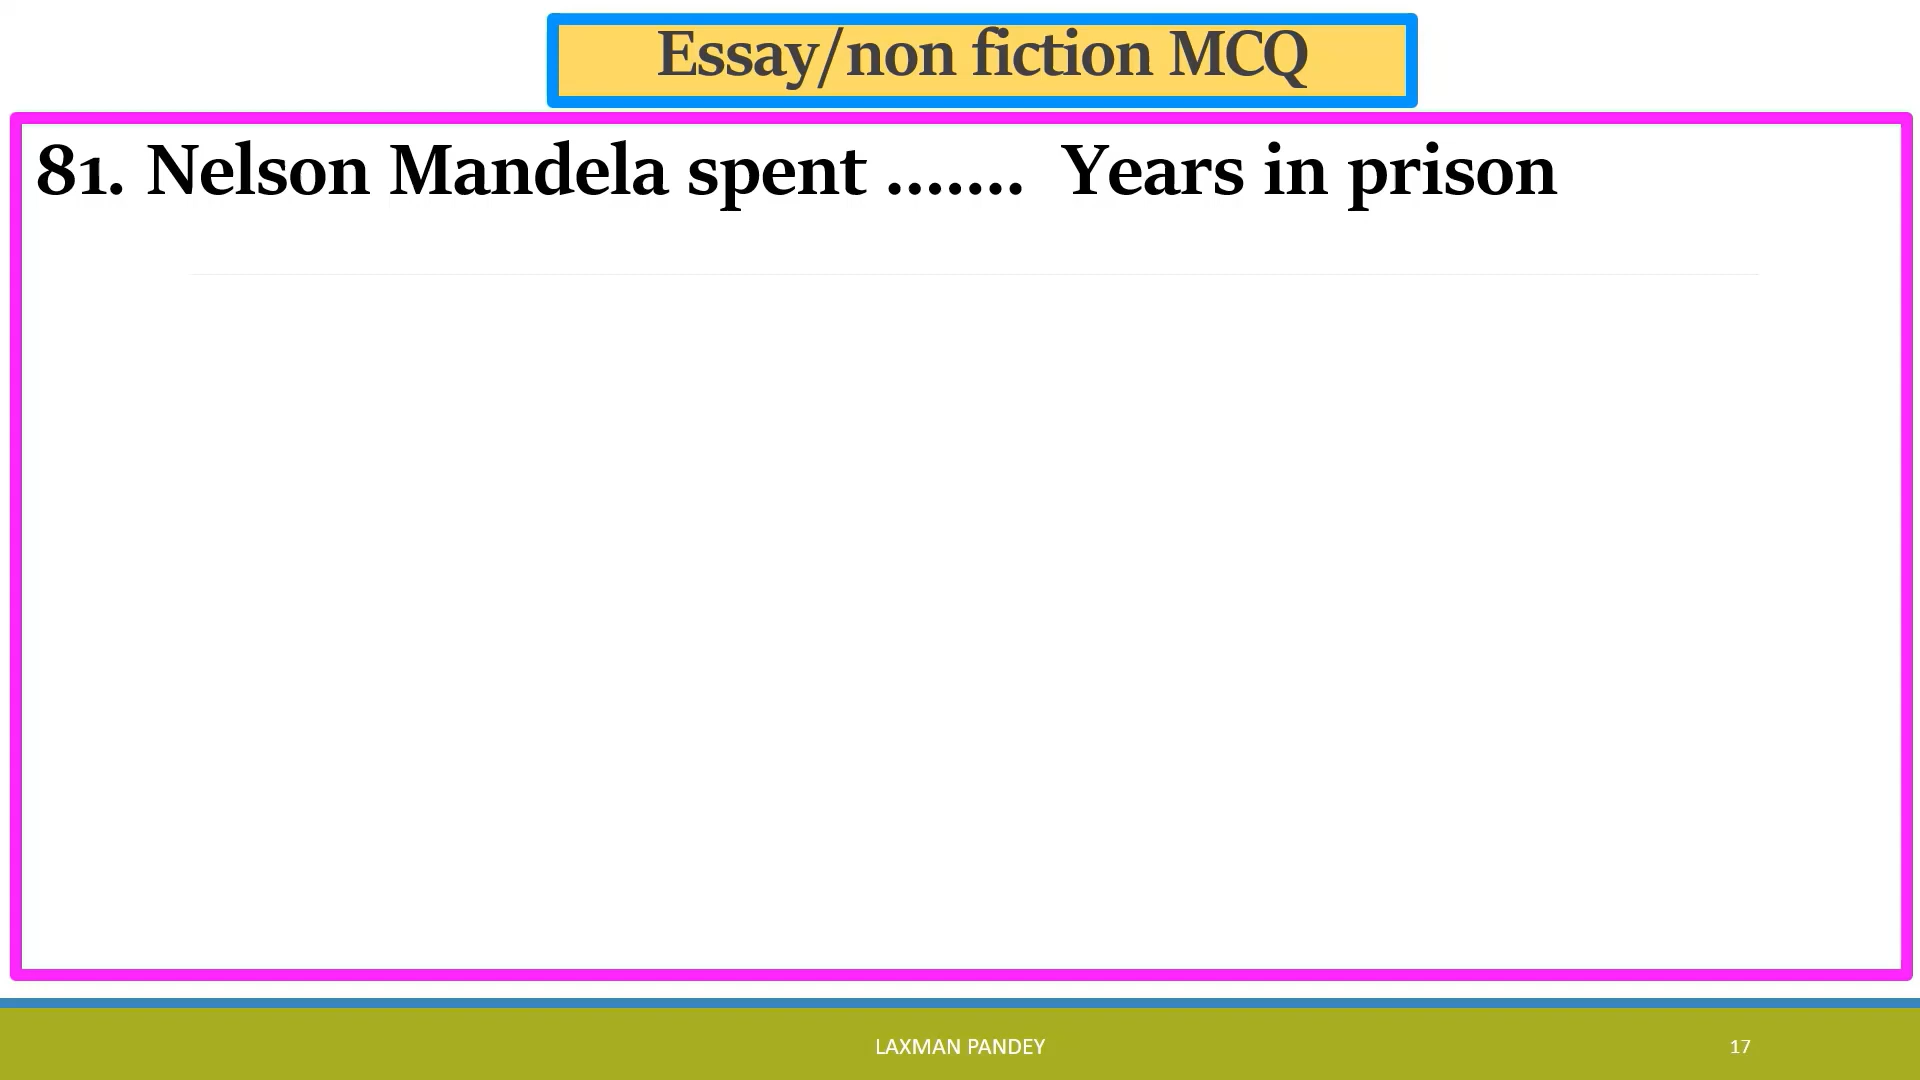 Essay/non fiction MCQ
81. Nelson Mandela spent ....... Years in prison
LAXMAN PANDEY
17